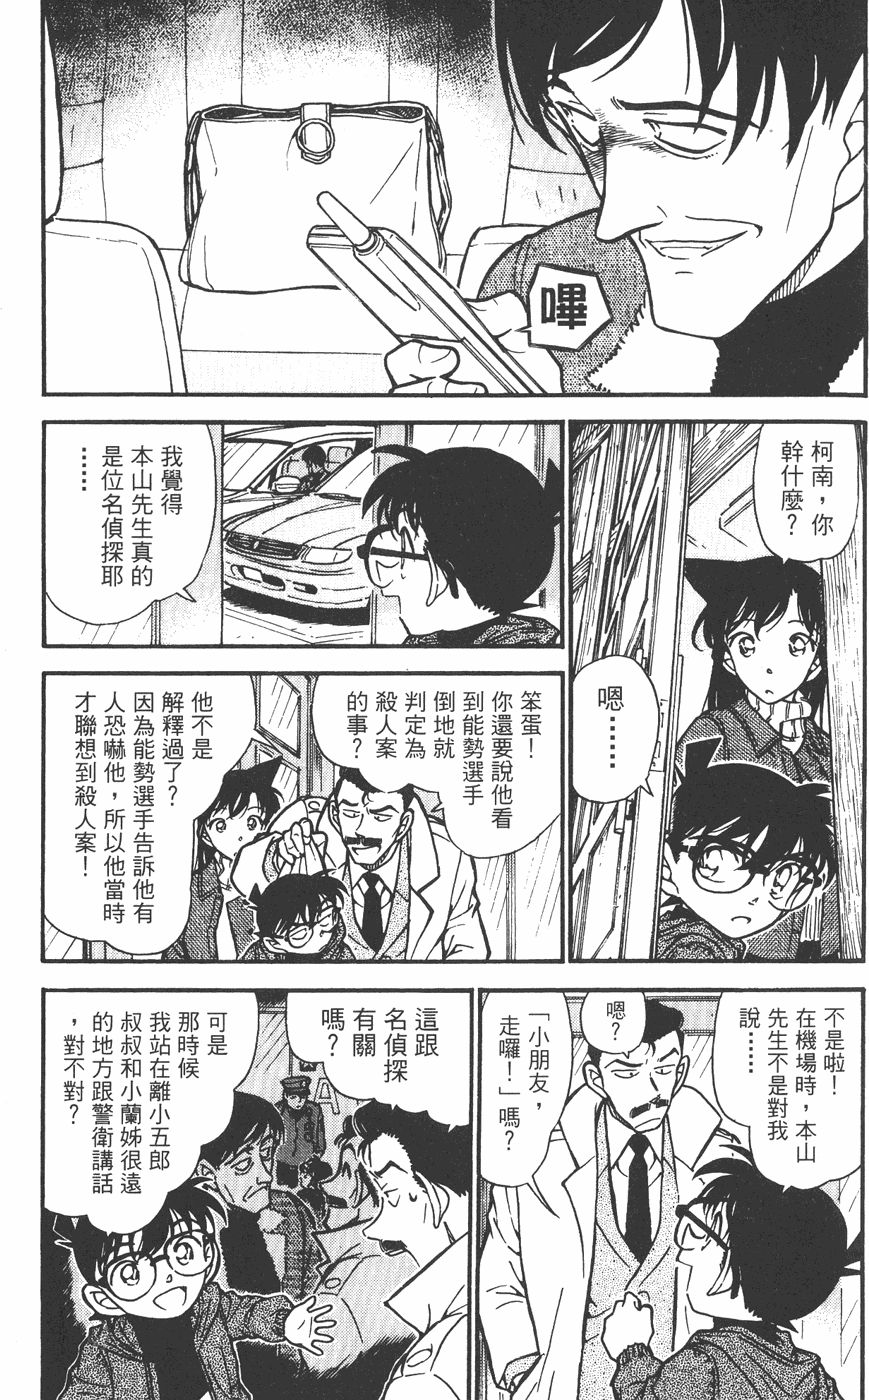 嗶
柯南，你
幹什麼？
嗯……
我覺得
本山先生真的
是位名偵探耶
……
笨蛋！
你還要說他看
到能勢選手
倒地就
判定為
殺人案
的事？
他不是
解釋過了？
因為能勢選手告訴他有
人恐嚇他，所以他當時
才聯想到殺人案！
不是啦！
在機場時，本山
先生不是對我
說……
嗯？
「小朋友，
走囉！」嗎？
這跟
名偵探
有關
嗎？
可是
那時候
我站在離小五郎
叔叔和小蘭姊很遠
的地方跟警衛講話
，對不對？